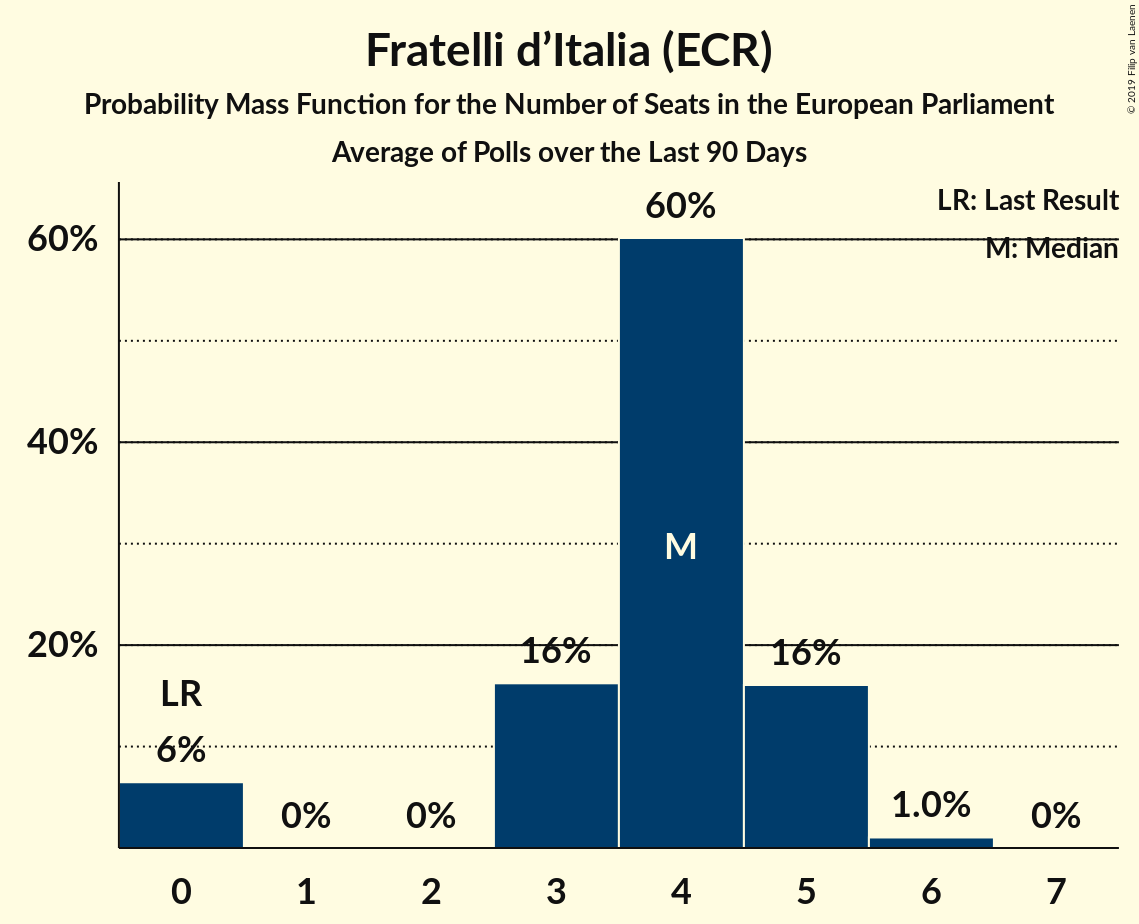 Fratelli d’Italia (ECR)
Probability Mass Function for the Number of Seats in the European Parliament
Average of Polls over the Last 90 Days
© 2019 Filip van Laenen
LR: Last Result
M: Median
60%
40%
20%
LR
6%
0%
0%
16%
60%
M
16%
1.0%
0%
0 1 2 3 4 5 6 7